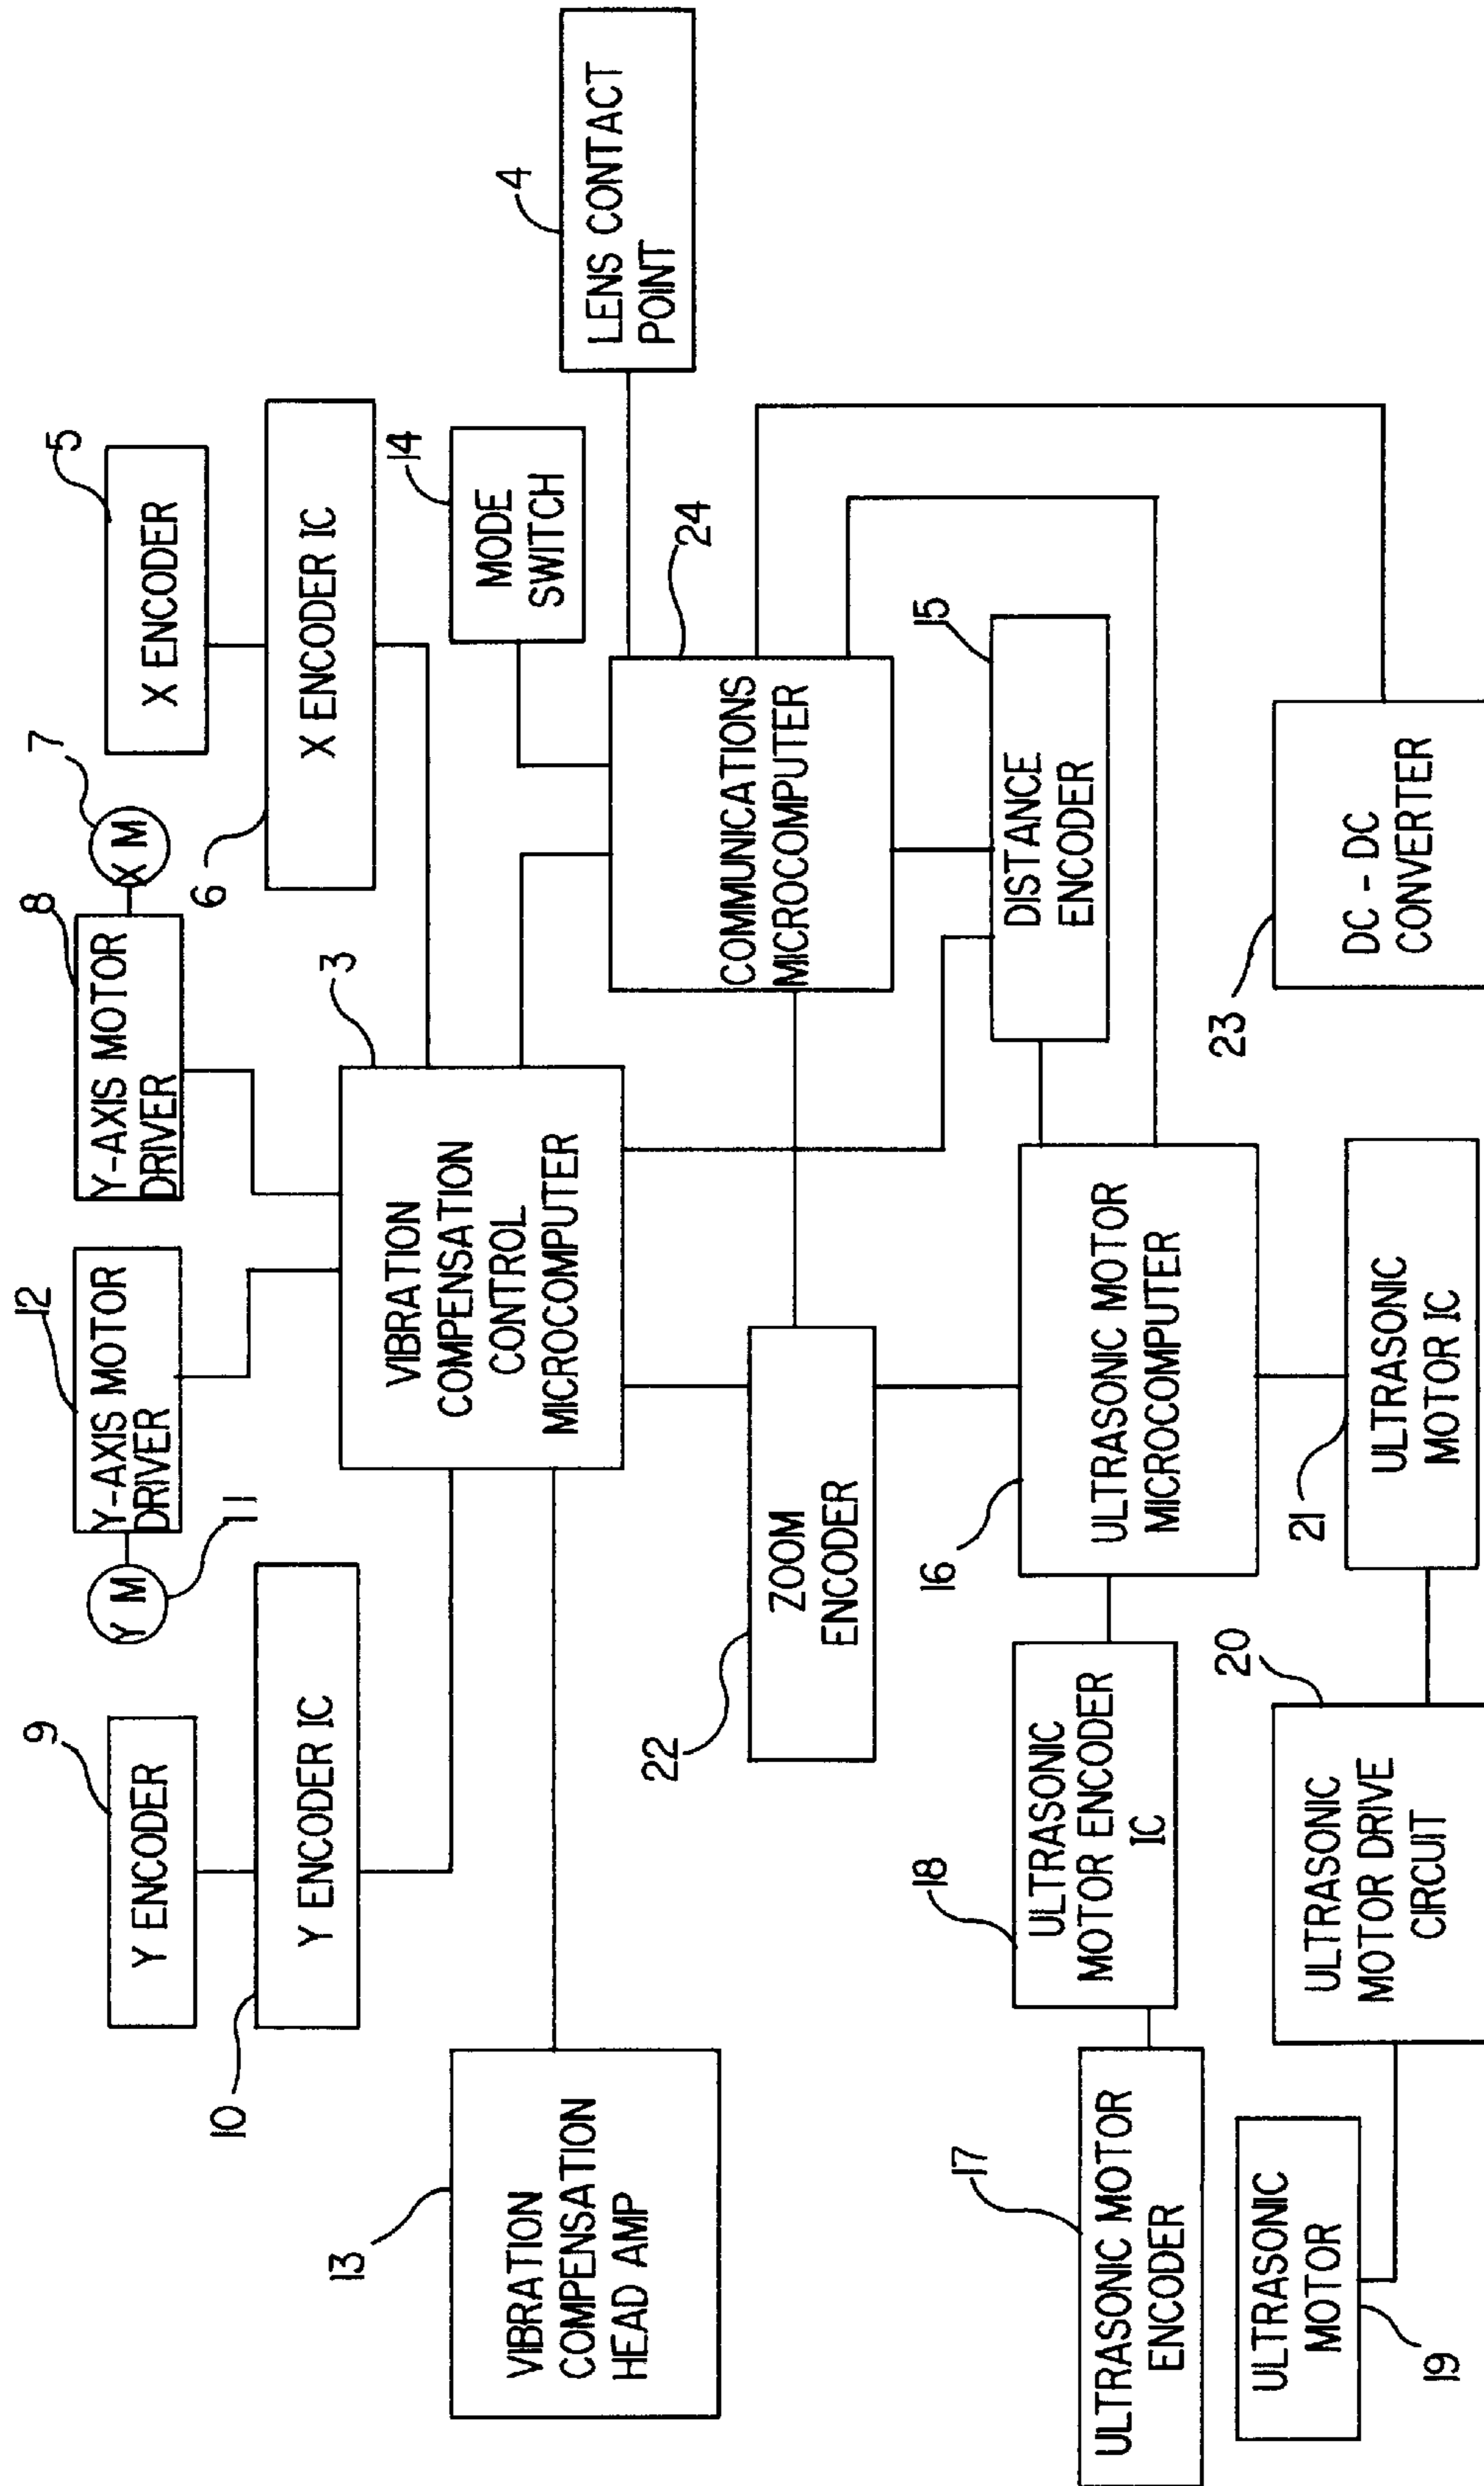 9
Y ENCODER
10
Y ENCODER IC
11
Y M
12
Y-AXIS MOTOR
DRIVER
8
Y-AXIS MOTOR
DRIVER
7
X M
5
X ENCODER
6
X ENCODER IC
13
VIBRATION
COMPENSATION
HEAD AMP
3
VIBRATION
COMPENSATION
CONTROL
MICROCOMPUTER
14
MODE
SWITCH
4
LENS CONTACT
POINT
24
COMMUNICATIONS
MICROCOMPUTER
22
ZOOM
ENCODER
15
DISTANCE
ENCODER
17
ULTRASONIC MOTOR
ENCODER
18
ULTRASONIC
MOTOR ENCODER
IC
16
ULTRASONIC MOTOR
MICROCOMPUTER
19
ULTRASONIC
MOTOR
20
ULTRASONIC
MOTOR DRIVE
CIRCUIT
21
ULTRASONIC
MOTOR IC
23
DC - DC
CONVERTER